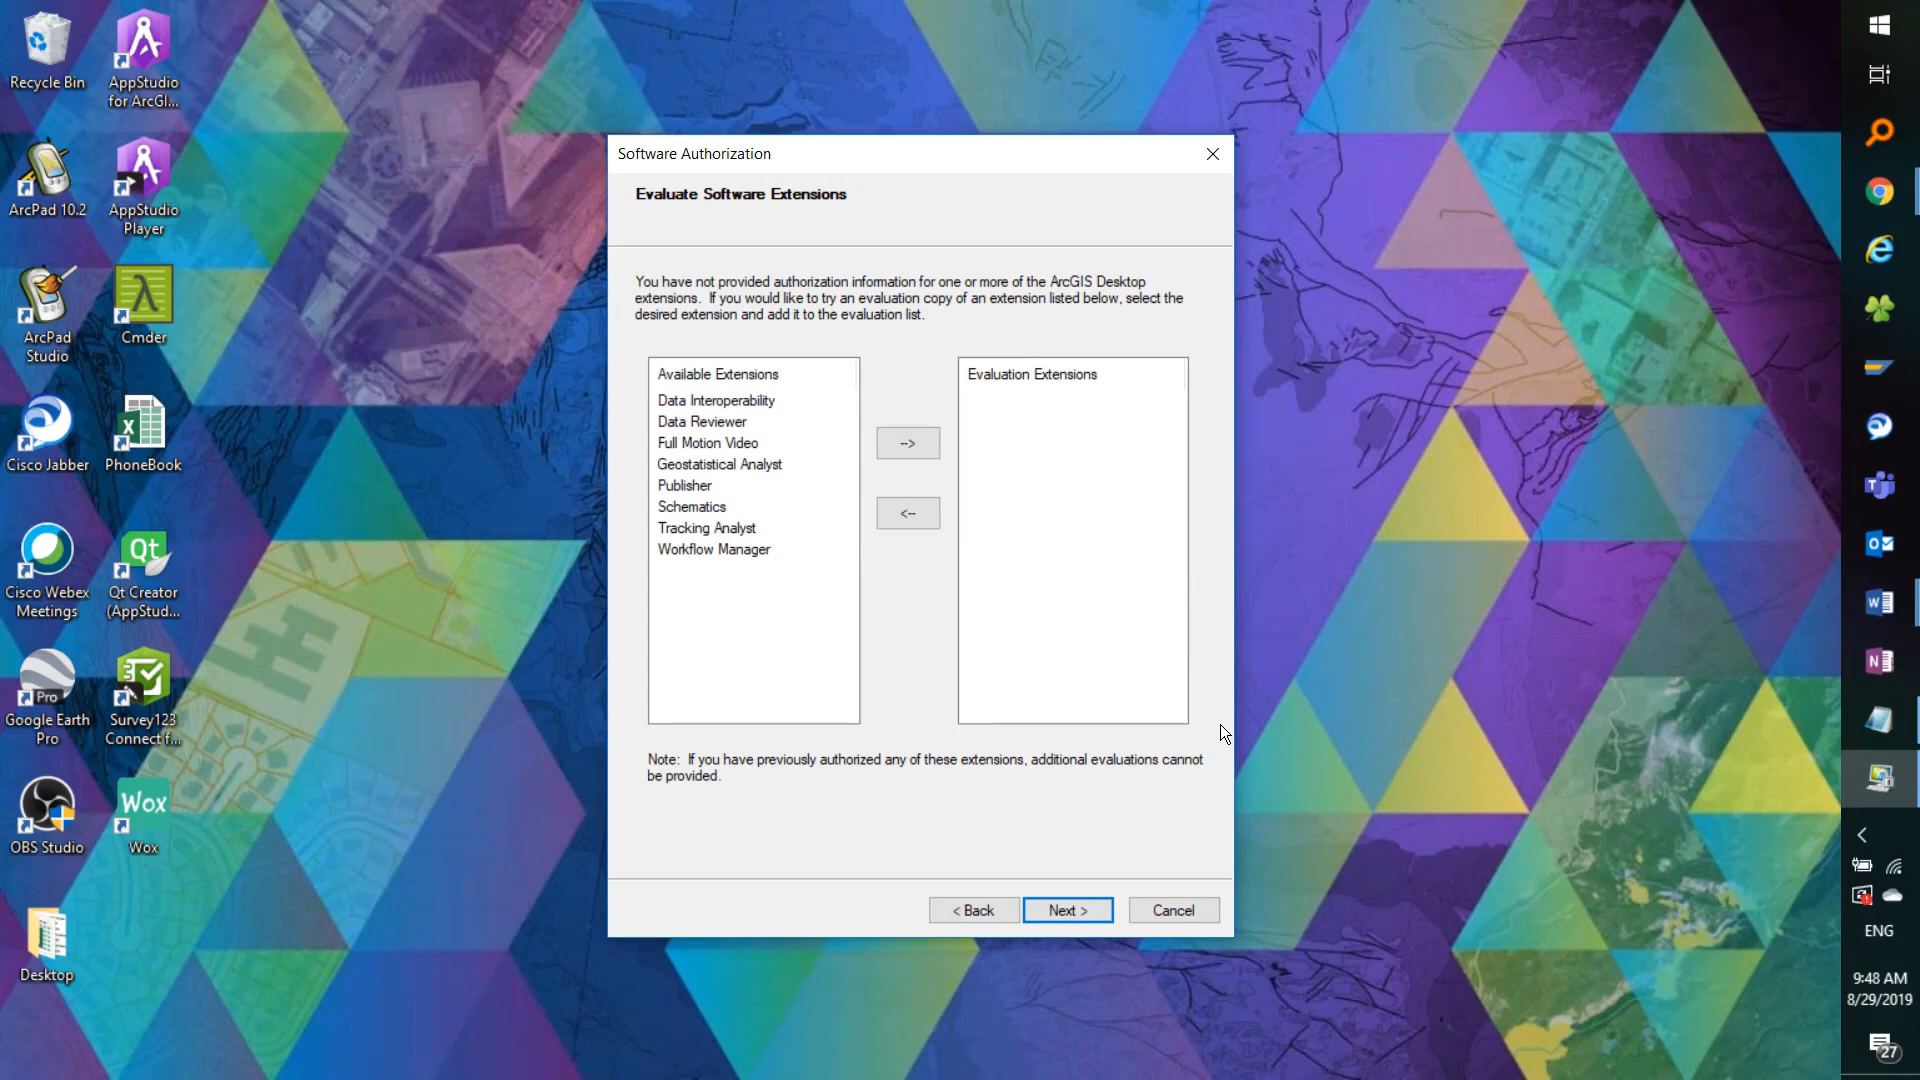 Recycle Bin
AppStudio
for ArcGI...
ArcPad 10.2
AppStudio
Player
ArcPad
Studio
Cmder
Cisco Jabber
PhoneBook
Cisco Webex
Meetings
Qt
Qt Creator
(AppStud...
Pro
Google Earth
Pro
Survey123
Connect f...
OBS Studio
Wox
Wox
Desktop
Software Authorization
Evaluate Software Extensions
You have not provided authorization information for one or more of the ArcGIS Desktop
extensions. If you would like to try an evaluation copy of an extension listed below, select the
desired extension and add it to the evaluation list.
Available Extensions
Data Interoperability
Data Reviewer
Full Motion Video
Geostatistical Analyst
Publisher
Schematics
Tracking Analyst
Workflow Manager
-->
<--
Evaluation Extensions
Note: If you have previously authorized any of these extensions, additional evaluations cannot
be provided.
< Back
Next >
Cancel
ENG
9:48 AM
8/29/2019
27